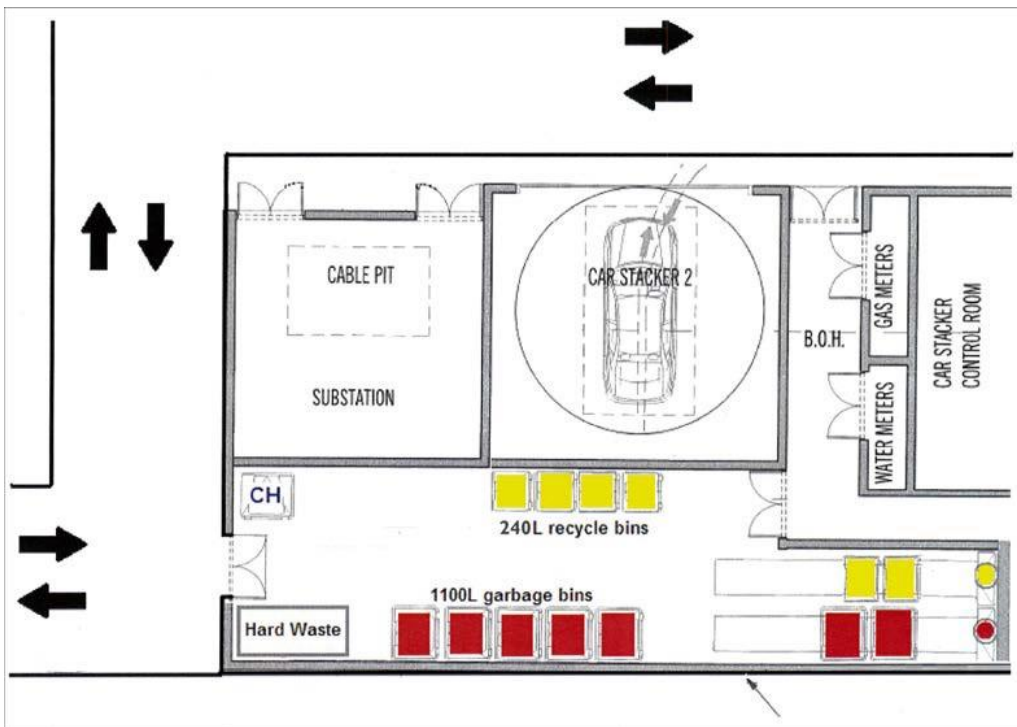 CABLE PIT
SUBSTATION
CAR STACKER 2
B.O.H.
GAS METERS
WATER METERS
CAR STACKER
CONTROL ROOM
CH
240L recycle bins
1100L garbage bins
Hard Waste